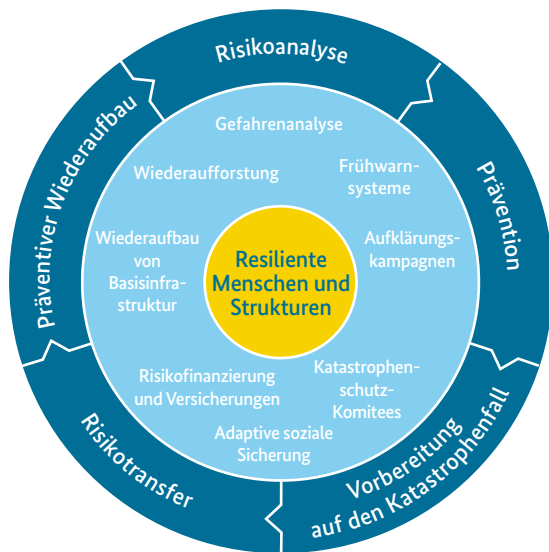 Risikoanalyse
Prävention
Vorbereitung
auf den Katastrophenfall
Risikotransfer
Präventiver Wiederaufbau
Gefahrenanalyse
Frühwarn-
systeme
Aufklärungs-
kampagnen
Katastrophen-
schutz-
Komitees
Adaptive soziale
Sicherung
Risikofinanzierung
und Versicherungen
Wiederaufbau
von
Basisinfra-
struktur
Wiederaufforstung
Resiliente
Menschen und
Strukturen